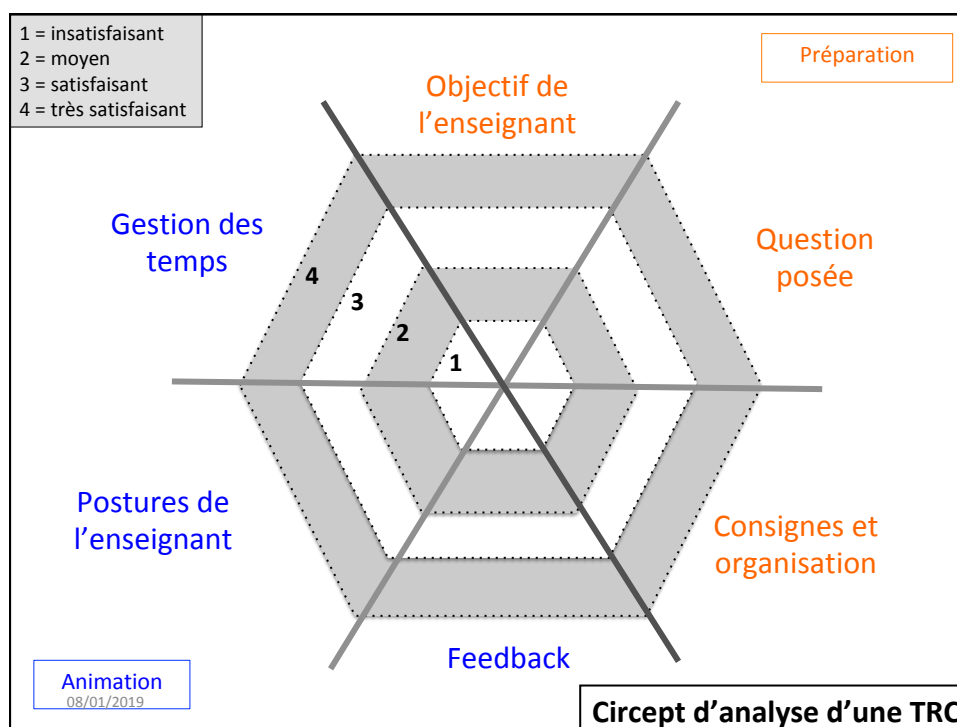 1 = insatisfaisant
2 = moyen
3 = satisfaisant
4 = très satisfaisant
Préparation
Objectif de
l’enseignant
Gestion des
temps
Question
posée
4
3
2
1
Postures de
l’enseignant
Consignes et
organisation
Feedback
Animation
08/01/2019
Circept d’analyse d’une TRC